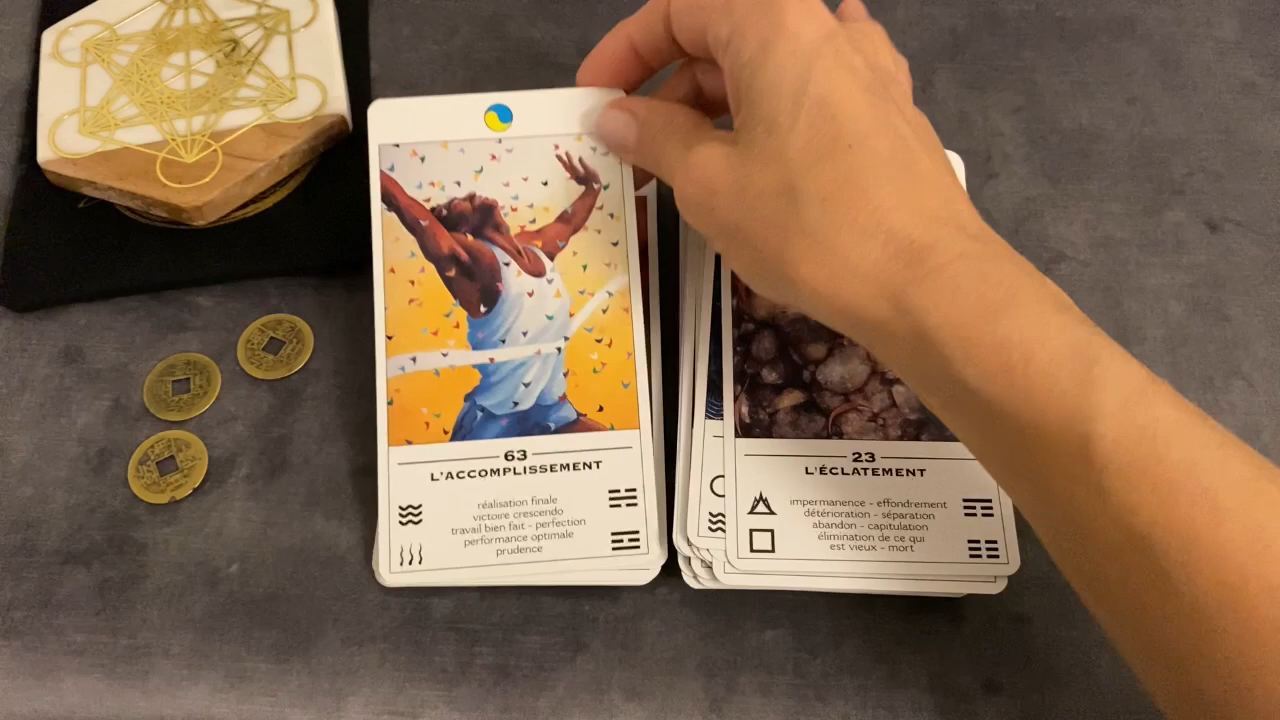 63
L'ACCOMPLISSEMENT
réalisation finale
victoire crescendo
travail bien fait - perfection
performance optimale
prudence
23
L'ÉCLATEMENT
impermanence - effondrement
détérioration - séparation
abandon - capitulation
élimination de ce qui
est vieux - mort